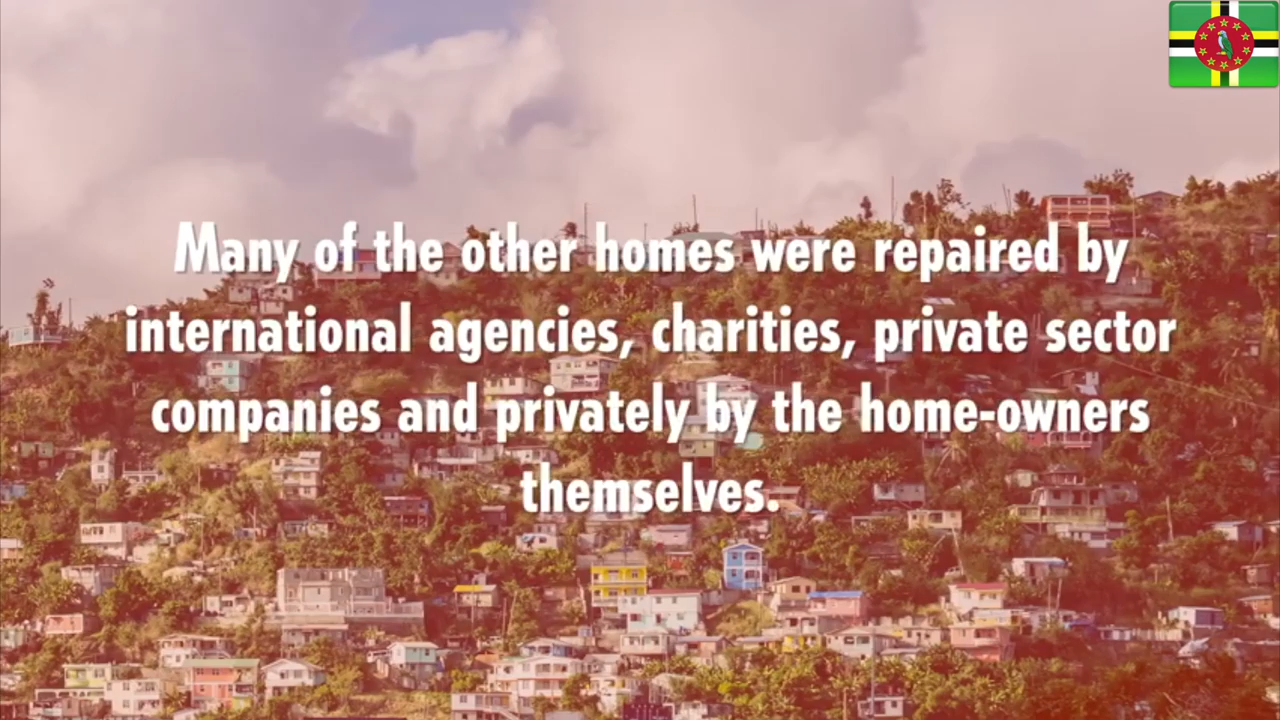 Many of the other homes were repaired by
international agencies, charities, private sector
companies and privately by the home-owners
themselves.